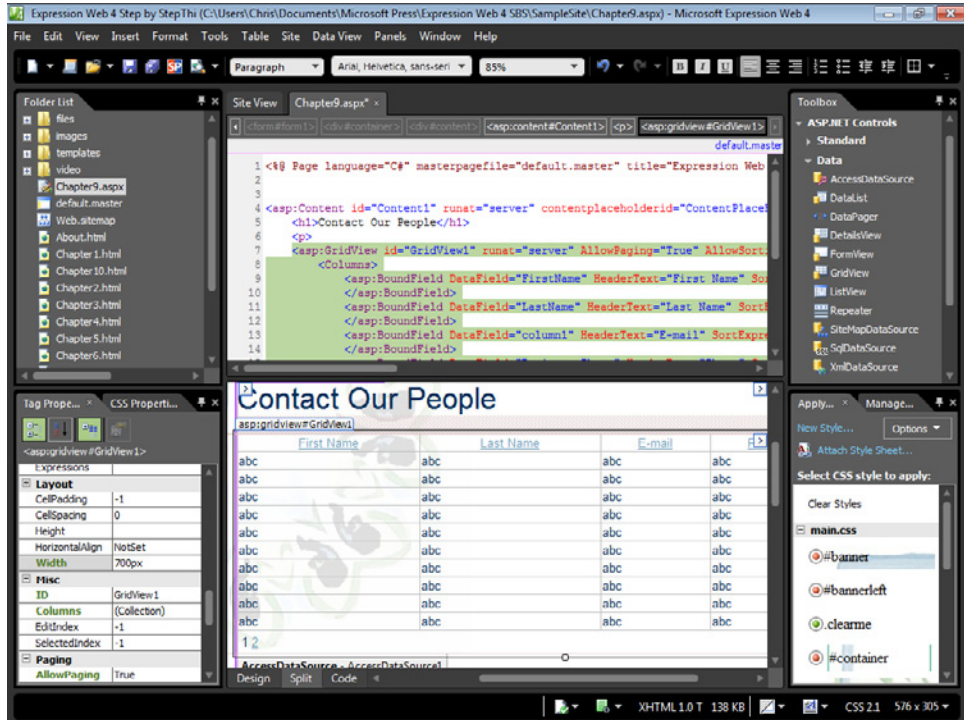 Expression Web 4 Step by StepThi (C:\Users\Chris\Documents\Microsoft Press\Expression Web 4 SBS\SampleSite\Chapter9.aspx) - Microsoft Expression Web 4
File Edit View Insert Format Tools Table Site Data View Panels Window Help
Paragraph Arial, Helvetica, sans-seri 85% B I U
Folder List
files
images
templates
video
Chapter9.aspx
default.master
Web.sitemap
About.html
Chapter 1.html
Chapter 10.html
Chapter2.html
Chapter3.html
Chapter4.html
Chapter5.html
Chapter6.html
Site View Chapter9.aspx*
<form#form1> <div#container> <div#content> <asp:content#Content1> <p> <asp:gridview#GridView1>
default.master
1 <%@ Page language="C#" masterpagefile="default.master" title="Expression Web
2
3
4 <asp:Content id="Content1" runat="server" contentplaceholderid="ContentPlaceH
5 <h1>Contact Our People</h1>
6 <p>
7 <asp:GridView id="GridView1" runat="server" AllowPaging="True" AllowSort
8 <Columns>
9 <asp:BoundField DataField="FirstName" HeaderText="First Name" Sor
10 </asp:BoundField>
11 <asp:BoundField DataField="LastName" HeaderText="Last Name" SortE
12 </asp:BoundField>
13 <asp:BoundField DataField="column1" HeaderText="E-mail" SortExpre
14 </asp:BoundField>
Toolbox
ASP.NET Controls
Standard
Data
AccessDataSource
DataList
DataPager
DetailsView
FormView
GridView
ListView
Repeater
SiteMapDataSource
SqlDataSource
XmlDataSource
Tag Prope... CSS Properti...
<asp:gridview#GridView1>
Expressions
Layout
CellPadding -1
CellSpacing 0
Height
HorizontalAlign NotSet
Width 700px
Misc
ID GridView1
Columns (Collection)
EditIndex -1
SelectedIndex -1
Paging
AllowPaging True
Contact Our People
asp:gridview#GridView1
First Name Last Name E-mail
abc abc abc abc
abc abc abc abc
abc abc abc abc
abc abc abc abc
abc abc abc abc
abc abc abc abc
abc abc abc abc
abc abc abc abc
abc abc abc abc
abc abc abc abc
1 2
AccessDataSource - AccessDataSource1
Design Split Code
Apply... Manage...
New Style... Options
Attach Style Sheet...
Select CSS style to apply:
Clear Styles
main.css
#banner
#bannerleft
.clearme
#container
XHTML 1.0 T 138 KB CSS 2.1 576 x 305